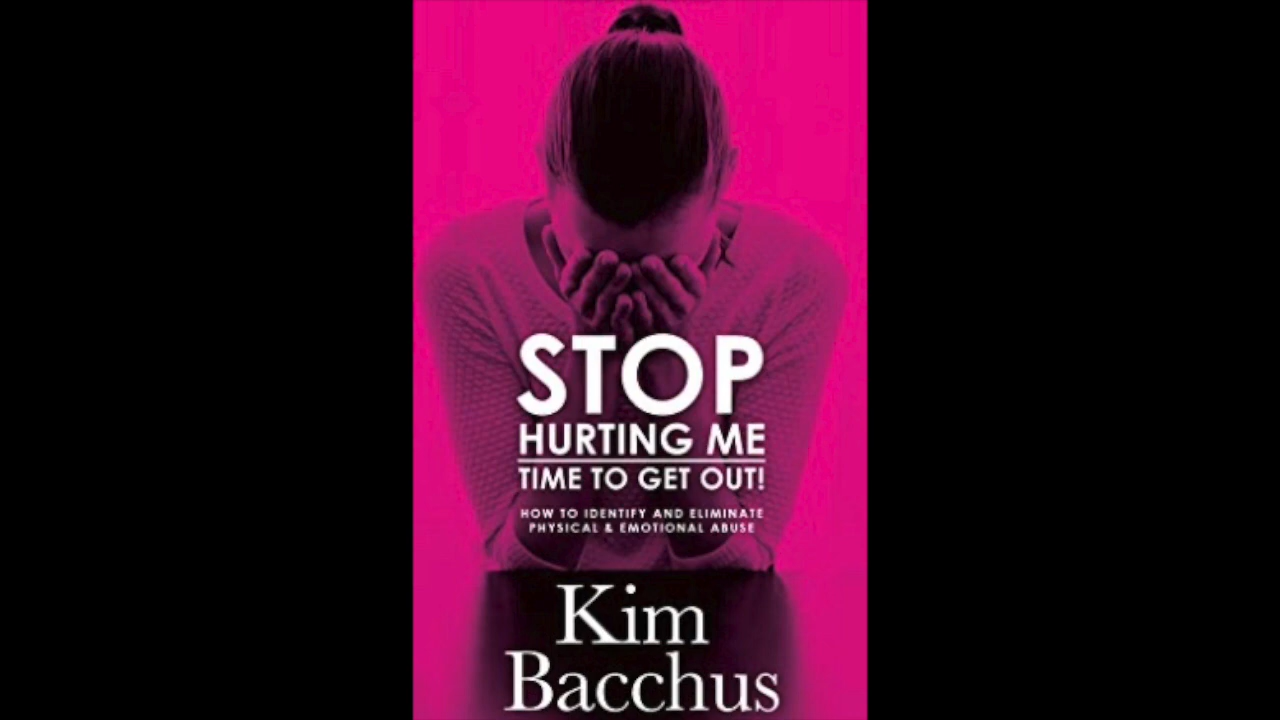 STOP
HURTING ME
TIME TO GET OUT!
HOW TO IDENTIFY AND ELIMINATE
PHYSICAL & EMOTIONAL ABUSE
Kim
Bacchus